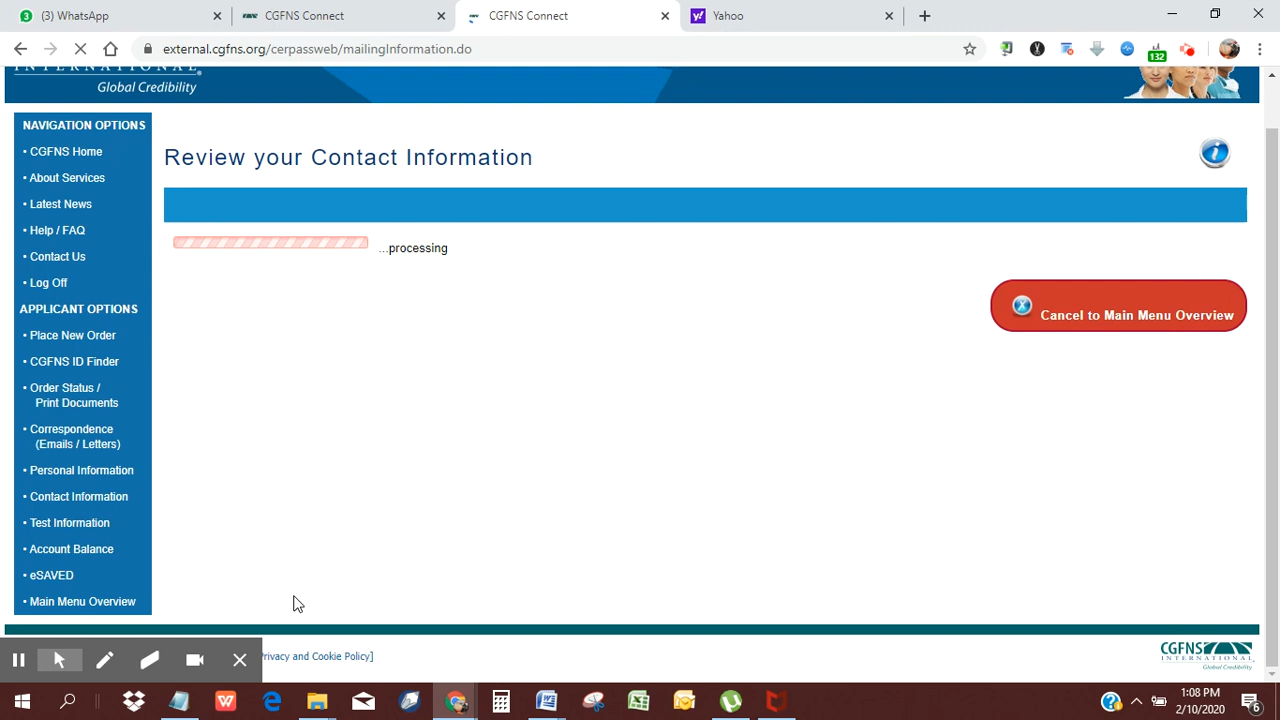 3 (3) WhatsApp
CGFNS Connect
CGFNS Connect
Yahoo
external.cgfns.org/cerpassweb/mailingInformation.do
132
INTERNATIONAL®
Global Credibility
NAVIGATION OPTIONS
• CGFNS Home
• About Services
• Latest News
• Help / FAQ
• Contact Us
• Log Off
APPLICANT OPTIONS
• Place New Order
• CGFNS ID Finder
• Order Status /
Print Documents
• Correspondence
(Emails / Letters)
• Personal Information
• Contact Information
• Test Information
• Account Balance
• eSAVED
• Main Menu Overview
Review your Contact Information
...processing
Cancel to Main Menu Overview
Privacy and Cookie Policy]
CGFNS
INTERNATIONAL
Global Credibility
1:08 PM
2/10/2020
6